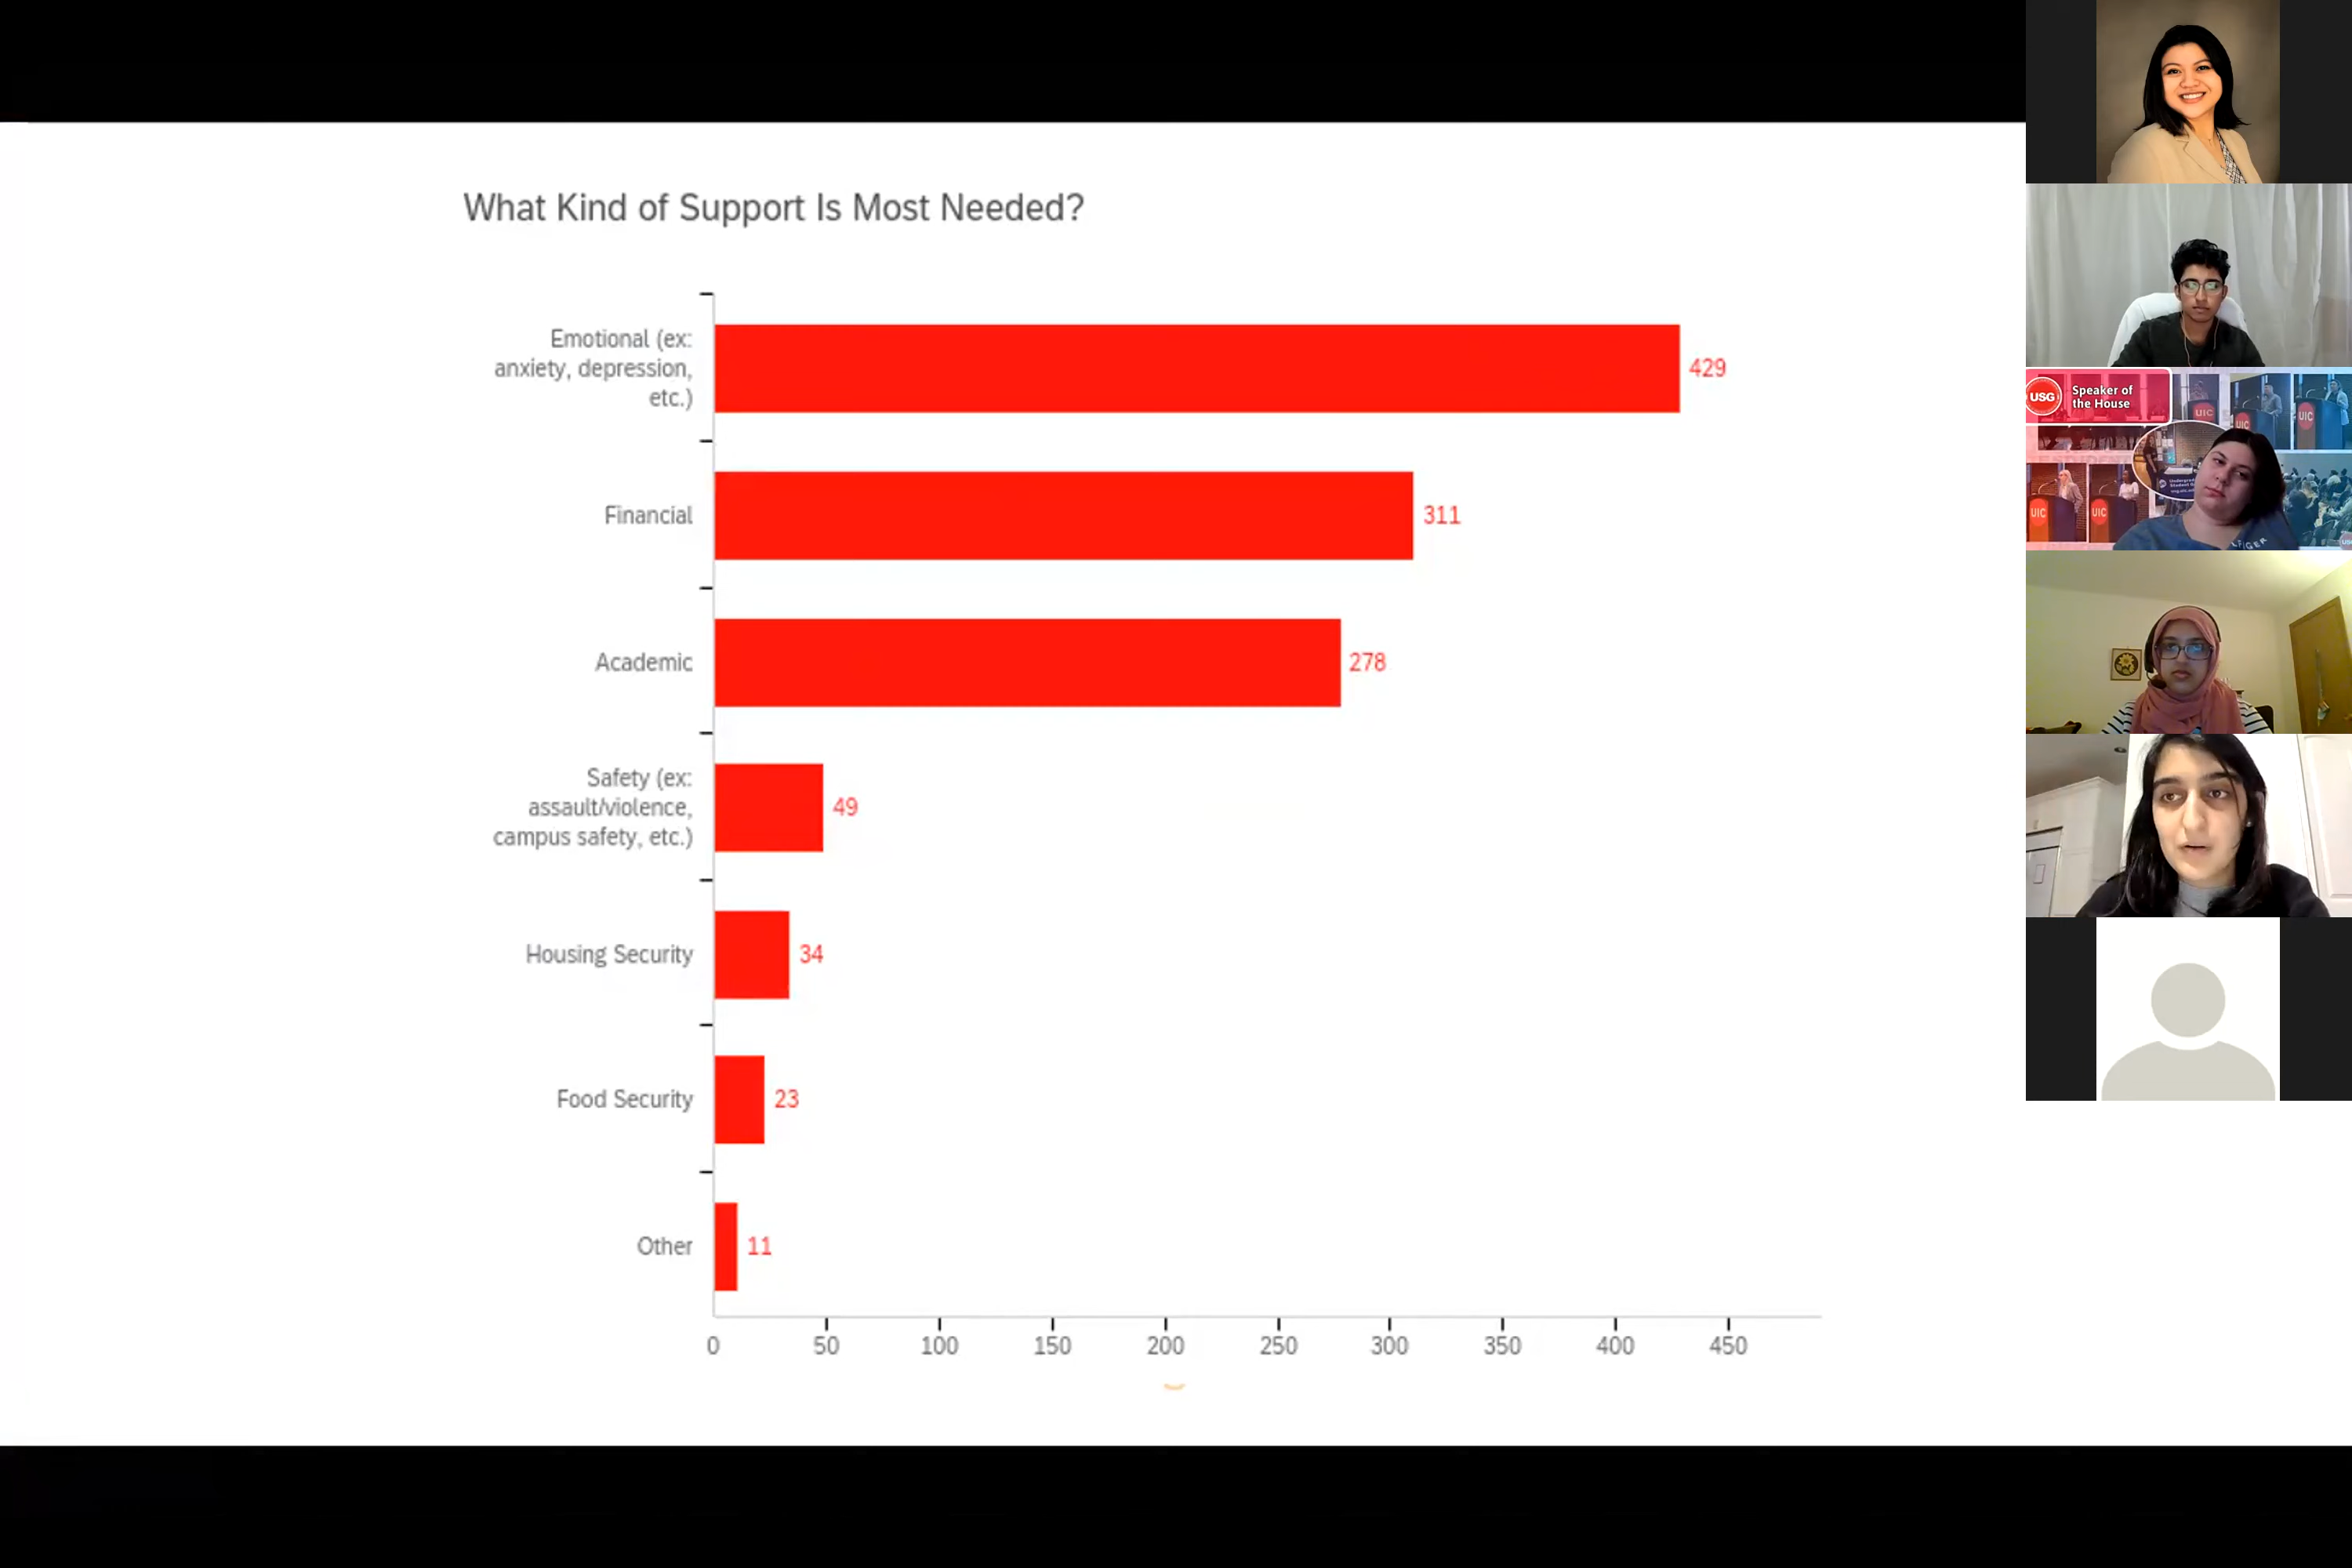 What Kind of Support Is Most Needed?
Emotional (ex:
anxiety, depression,
etc.)
429
Financial
311
Academic
278
Safety (ex:
assault/violence,
campus safety, etc.)
49
Housing Security
34
Food Security
23
Other
11
0 50 100 150 200 250 300 350 400 450
USG
Speaker of
the House
UIC
UIC
UIC
UIC
UIC